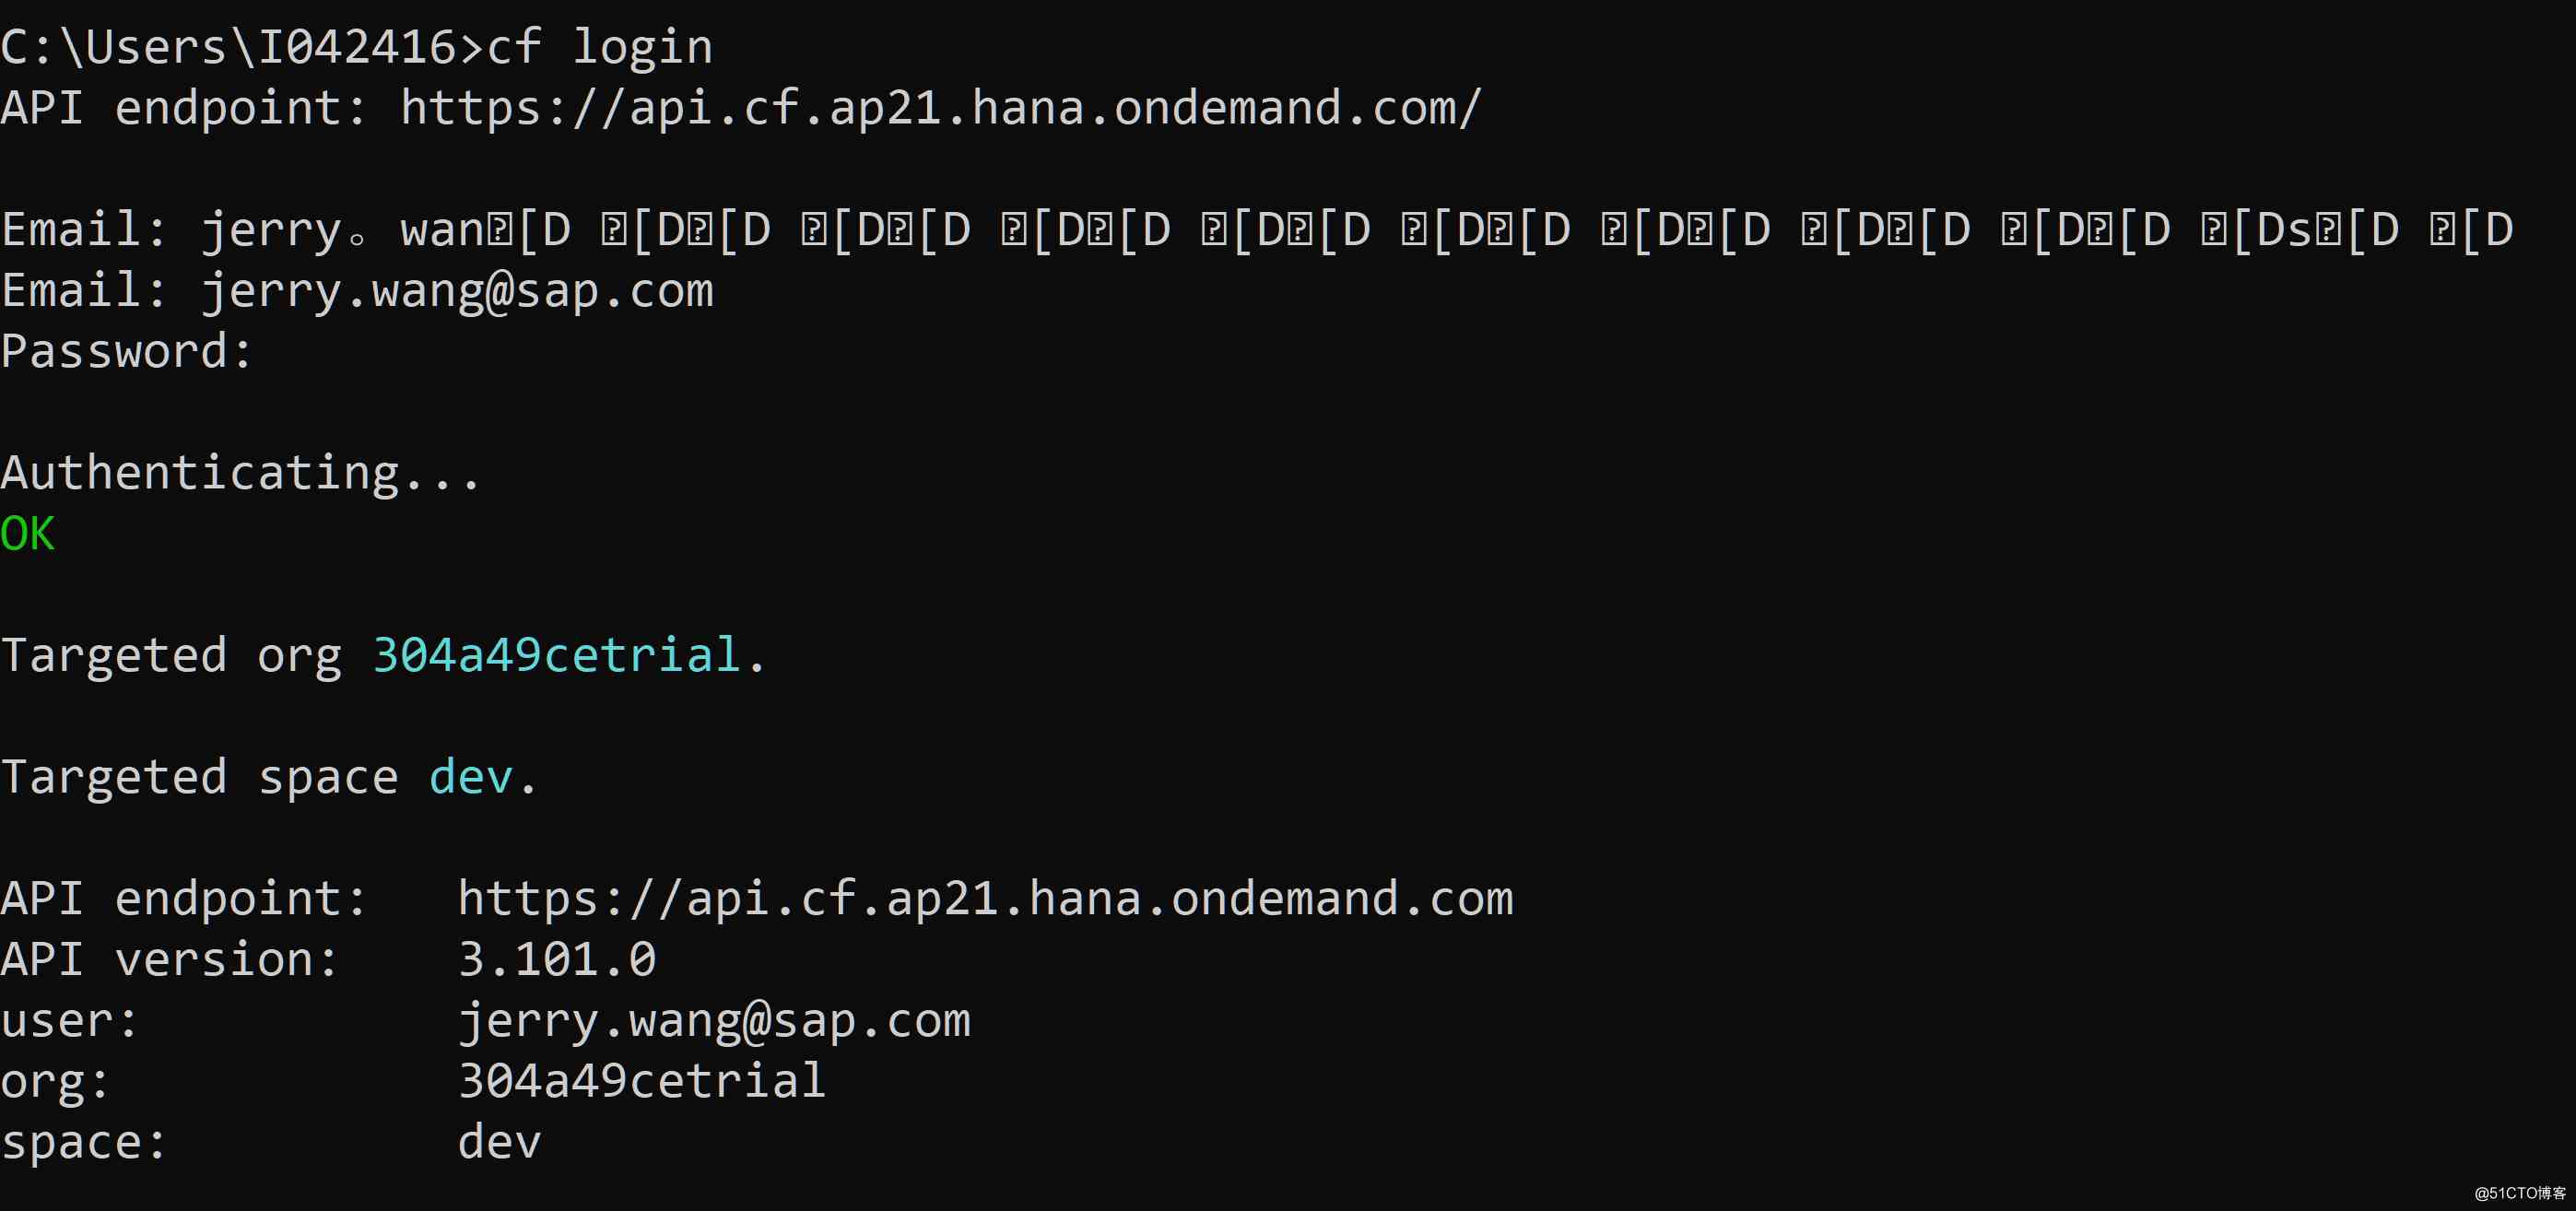 C:\Users\I042416>cf login
API endpoint: https://api.cf.ap21.hana.ondemand.com/
Email: jerry。wan⍰[D ⍰[D⍰[D ⍰[D⍰[D ⍰[D⍰[D ⍰[D⍰[D ⍰[D⍰[D ⍰[D⍰[D ⍰[D⍰[D ⍰[D⍰[D ⍰[Ds⍰[D ⍰[D
Email: jerry.wang@sap.com
Password:
Authenticating...
OK
Targeted org 304a49cetrial.
Targeted space dev.
API endpoint: https://api.cf.ap21.hana.ondemand.com
API version: 3.101.0
user: jerry.wang@sap.com
org: 304a49cetrial
space: dev
@51CTO博客